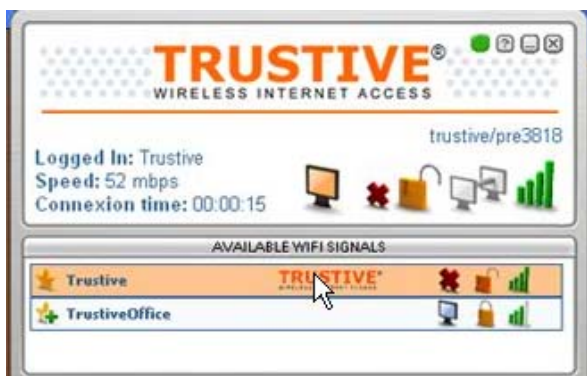 TRUSTIVE®
WIRELESS INTERNET ACCESS
trustive/pre3818
Logged In: Trustive
Speed: 52 mbps
Connexion time: 00:00:15
AVAILABLE WIFI SIGNALS
Trustive TRUSTIVE
TrustiveOffice